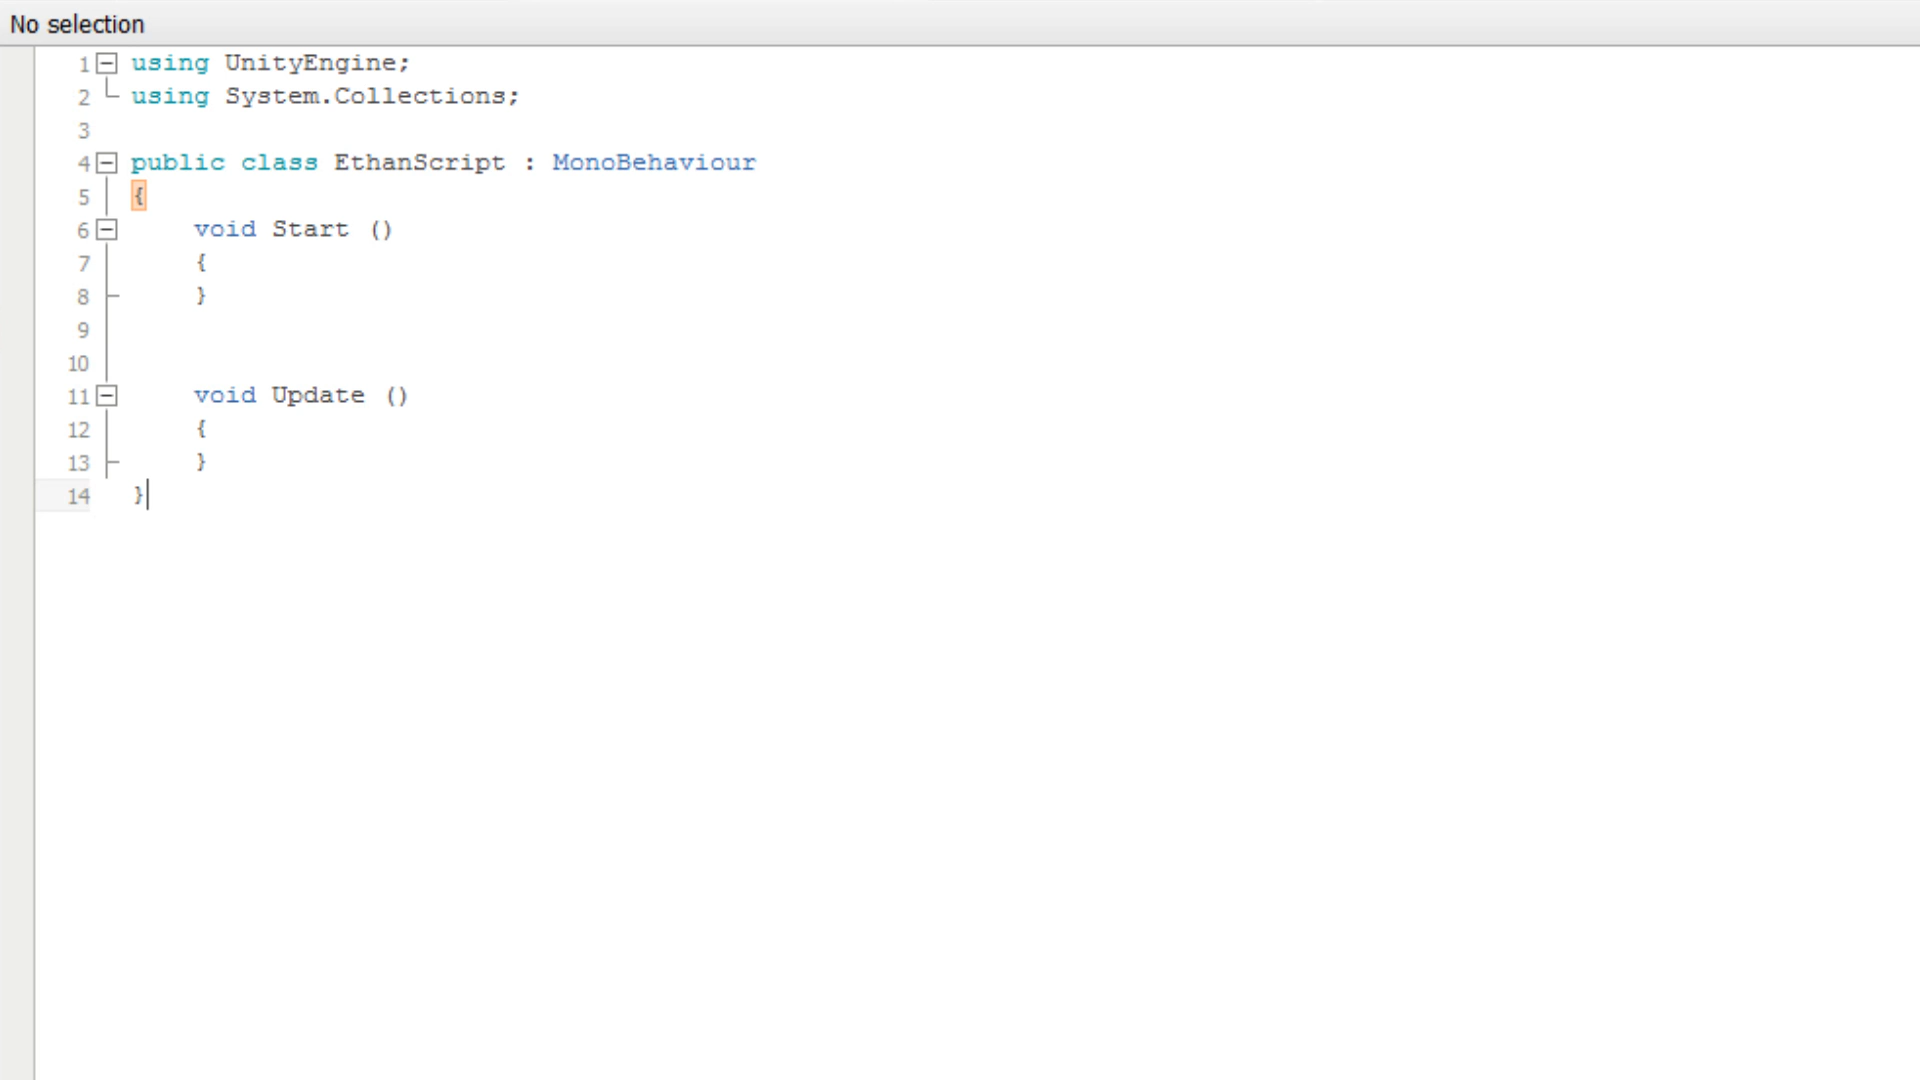 No selection
1 using UnityEngine;
2 using System.Collections;
3
4 public class EthanScript : MonoBehaviour
5 {
6 void Start ()
7 {
8 }
9
10
11 void Update ()
12 {
13 }
14 }